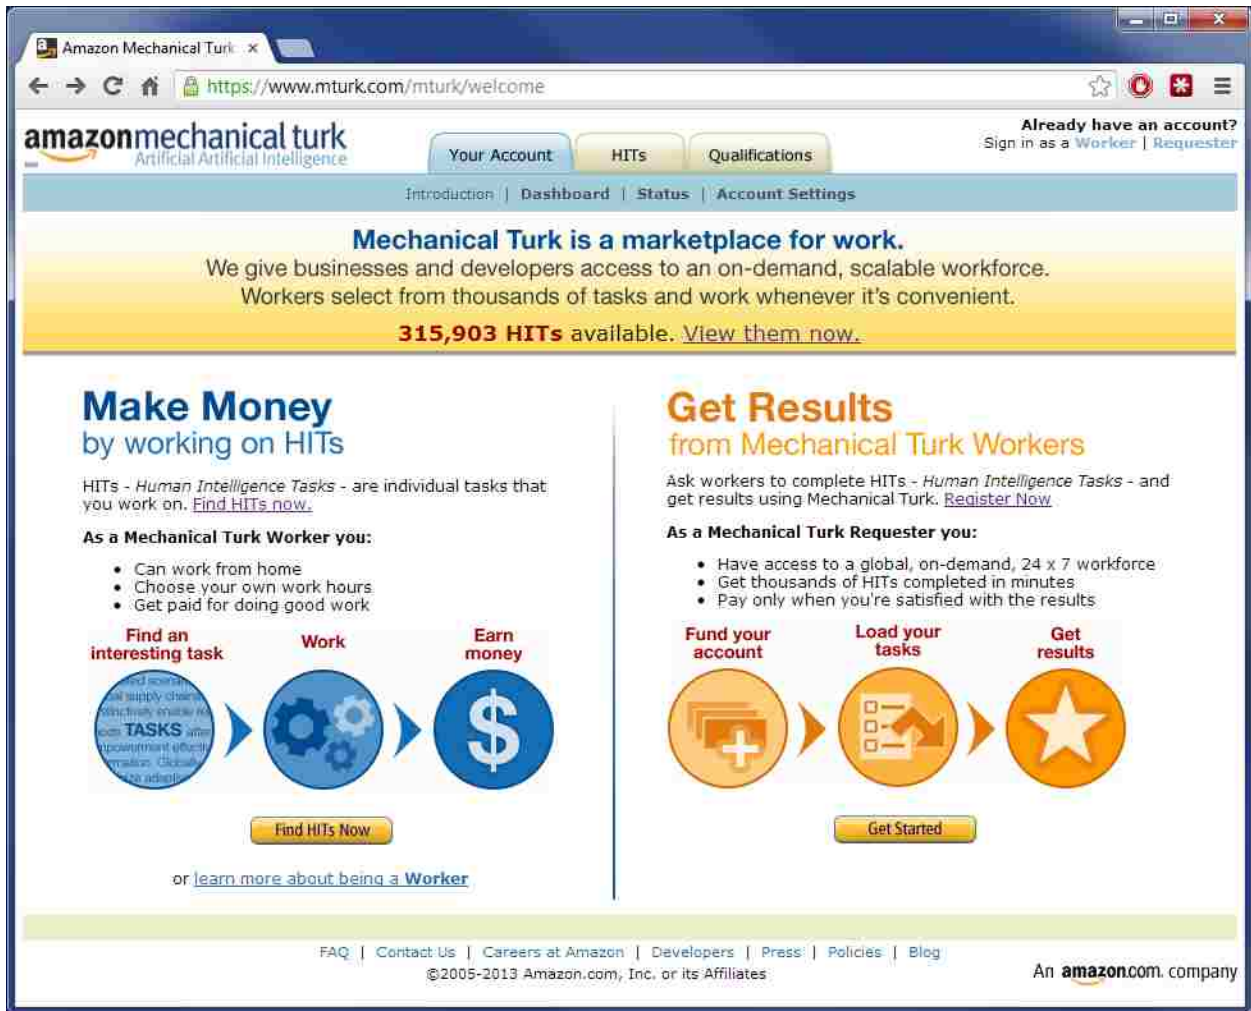 Amazon Mechanical Turk
https://www.mturk.com/mturk/welcome
amazonmechanical turk
Artificial Artificial Intelligence
Your Account HITs Qualifications
Already have an account?
Sign in as a Worker | Requester
Introduction | Dashboard | Status | Account Settings
Mechanical Turk is a marketplace for work.
We give businesses and developers access to an on-demand, scalable workforce.
Workers select from thousands of tasks and work whenever it's convenient.
315,903 HITs available. View them now.
Make Money
by working on HITs
HITs - Human Intelligence Tasks - are individual tasks that
you work on. Find HITs now.
As a Mechanical Turk Worker you:
• Can work from home
• Choose your own work hours
• Get paid for doing good work
Find an
interesting task
Work
Earn
money
supply chains
TASKS
$
Find HITs Now
or learn more about being a Worker
Get Results
from Mechanical Turk Workers
Ask workers to complete HITs - Human Intelligence Tasks - and
get results using Mechanical Turk. Register Now
As a Mechanical Turk Requester you:
• Have access to a global, on-demand, 24 x 7 workforce
• Get thousands of HITs completed in minutes
• Pay only when you're satisfied with the results
Fund your
account
Load your
tasks
Get
results
Get Started
FAQ | Contact Us | Careers at Amazon | Developers | Press | Policies | Blog
©2005-2013 Amazon.com, Inc. or its Affiliates
An amazon.com. company